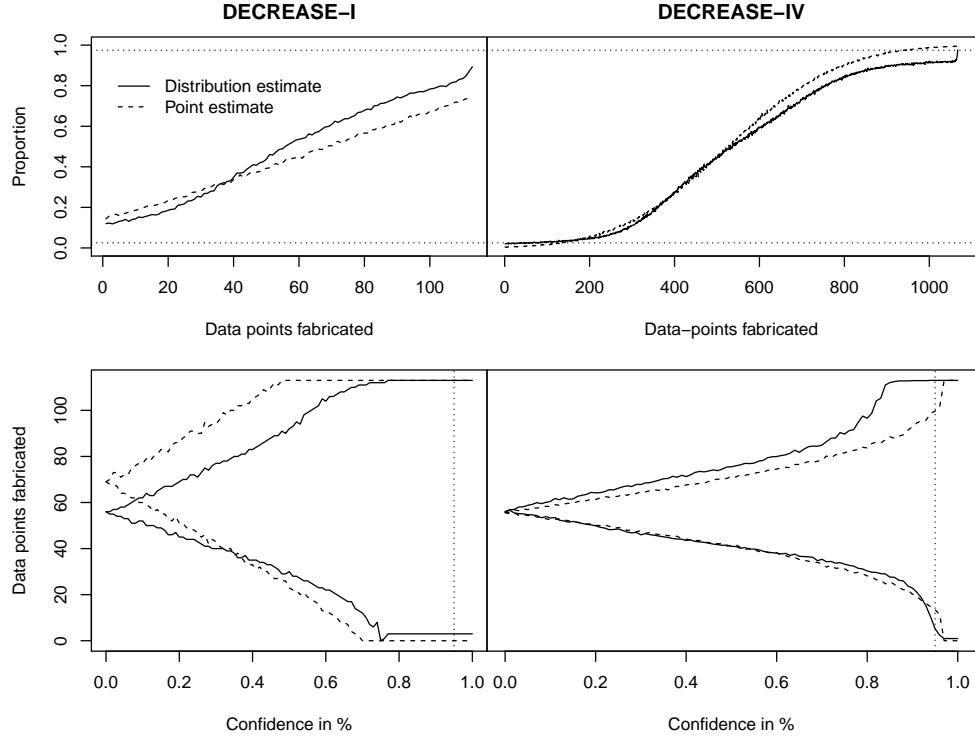 DECREASE−I
DECREASE−IV
Proportion
1.0
0.8
0.6
0.4
0.2
0.0
Distribution estimate
Point estimate
0 20 40 60 80 100
0 200 400 600 800 1000
Data points fabricated
Data−points fabricated
Data points fabricated
100
80
60
40
20
0
0.0 0.2 0.4 0.6 0.8 1.0
0.0 0.2 0.4 0.6 0.8 1.0
Confidence in %
Confidence in %